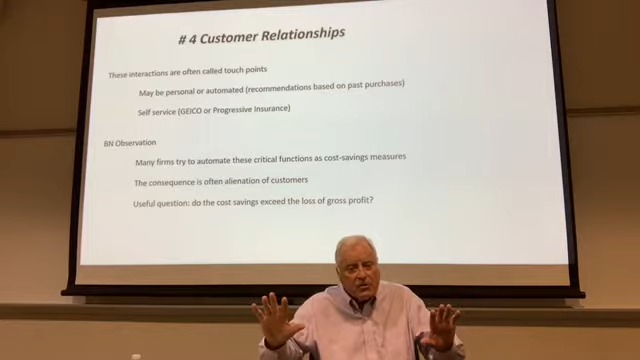 # 4 Customer Relationships
These interactions are often called touch points
May be personal or automated (recommendations based on past purchases)
Self service (GEICO or Progressive Insurance)
BN Observation
Many firms try to automate these critical functions as cost-savings measures
The consequence is often alienation of customers
Useful question: do the cost savings exceed the loss of gross profit?